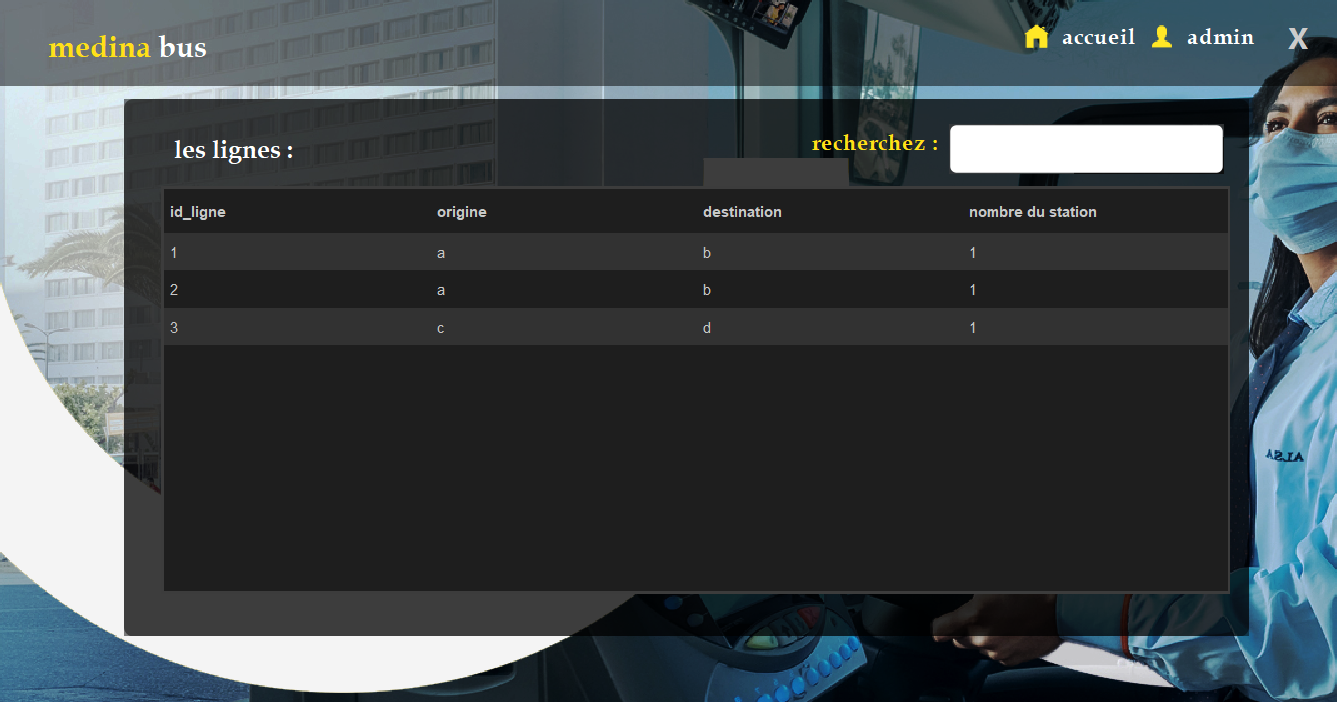 medina bus
accueil
admin
X
les lignes :
recherchez :
id_ligne origine destination nombre du station
1 a b 1
2 a b 1
3 c d 1
ALSA